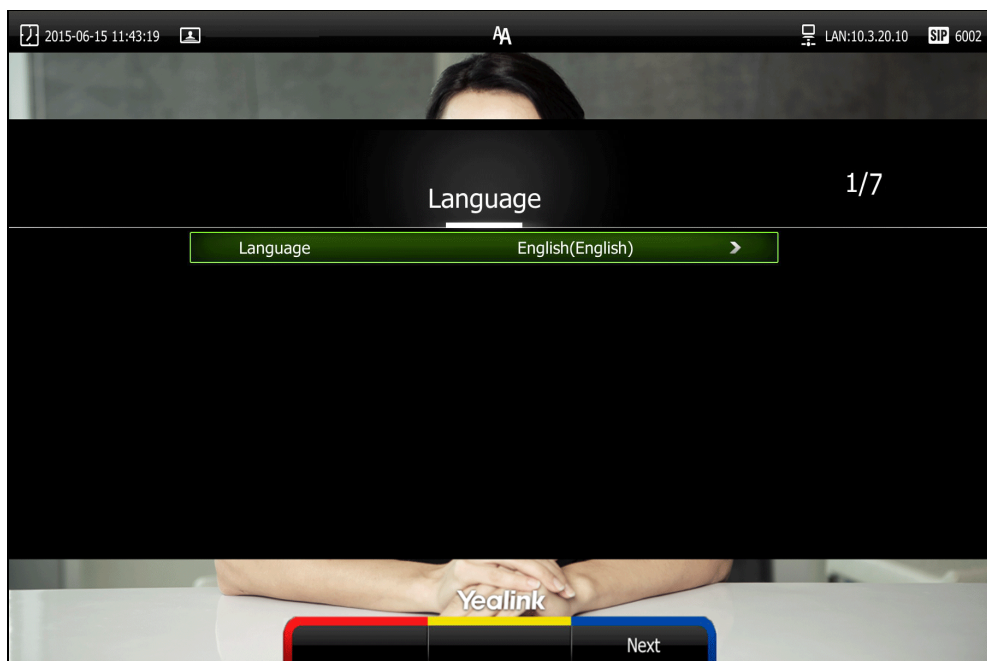 2015-06-15 11:43:19 AA LAN:10.3.20.10 SIP 6002
1/7
Language
Language English(English)
Yealink
Next